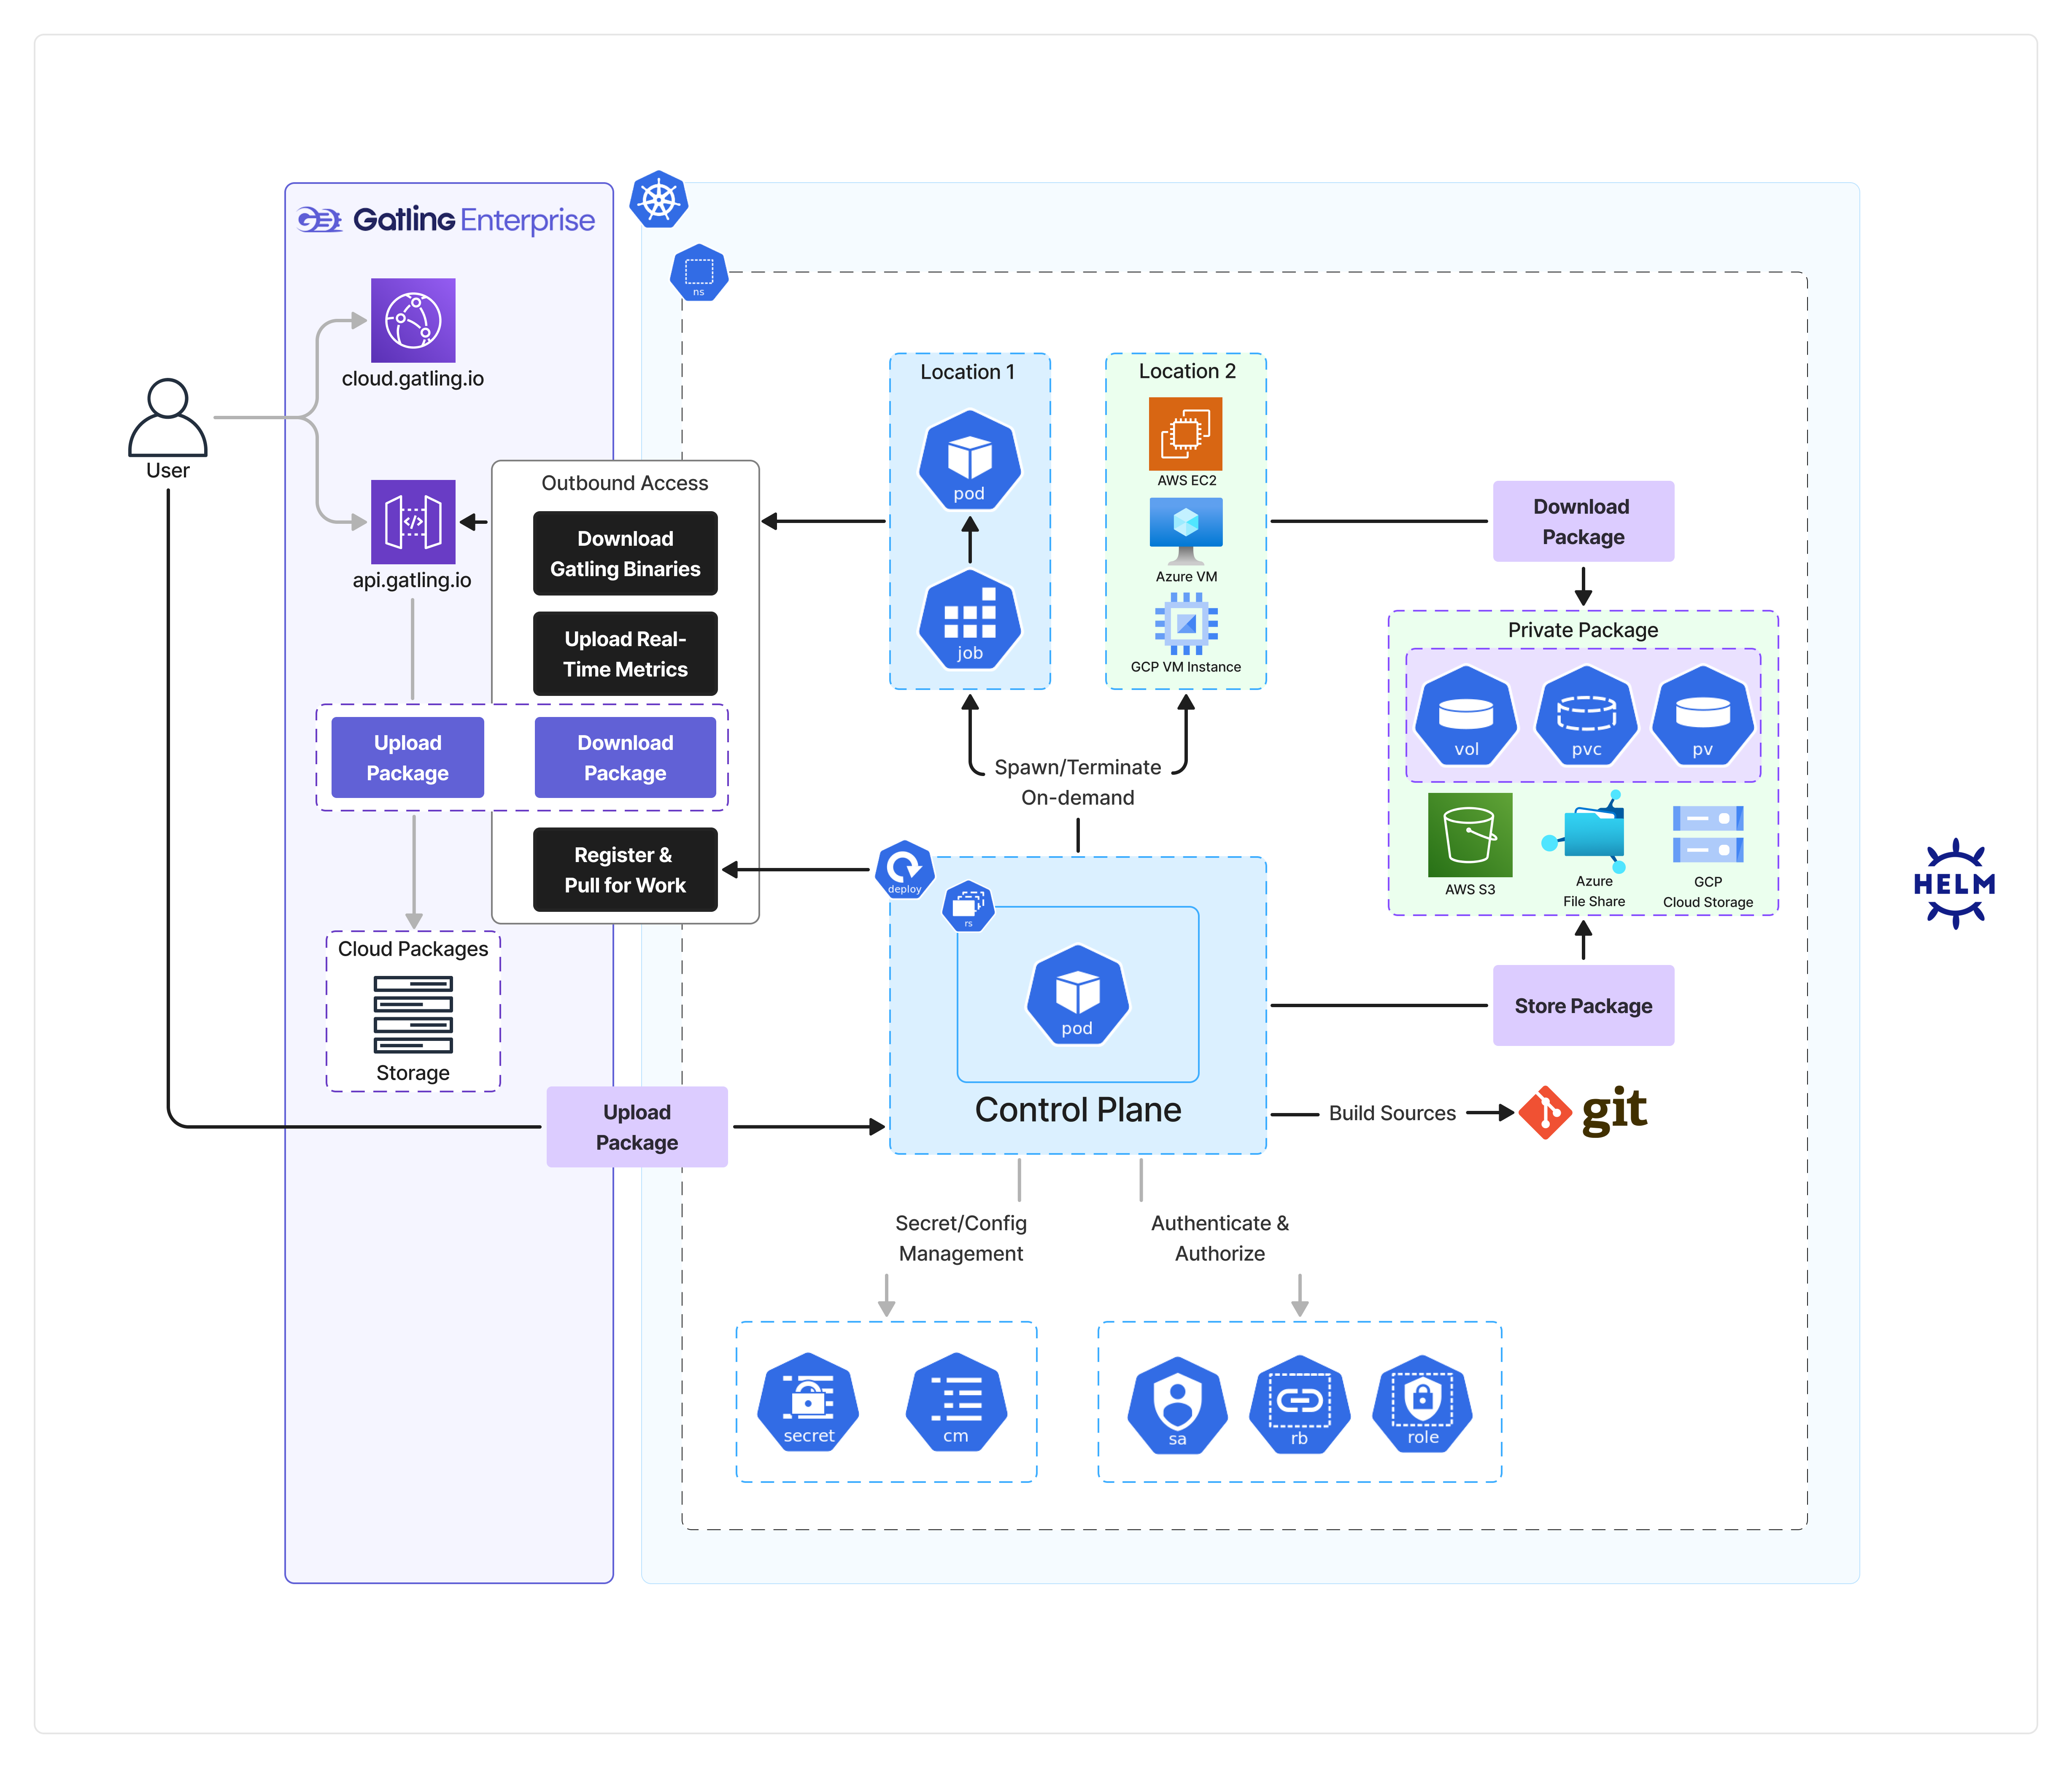 Gatling Enterprise
cloud.gatling.io
User
api.gatling.io
Outbound Access
Download
Gatling Binaries
Upload Real-
Time Metrics
Upload
Package
Download
Package
Register &
Pull for Work
Cloud Packages
Storage
Upload
Package
ns
Location 1
pod
job
Location 2
AWS EC2
Azure VM
GCP VM Instance
Spawn/Terminate
On-demand
Download
Package
Private Package
vol
pvc
pv
AWS S3
Azure
File Share
GCP
Cloud Storage
deploy
rs
pod
Control Plane
Store Package
Build Sources
git
Secret/Config
Management
Authenticate &
Authorize
secret
cm
sa
rb
role
HELM